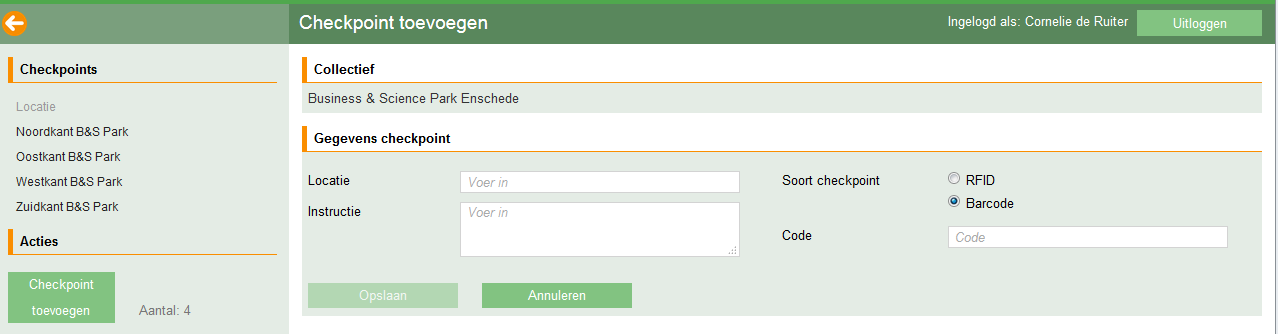 Checkpoint toevoegen
Ingelogd als: Cornelie de Ruiter
Uitloggen
Checkpoints
Locatie
Noordkant B&S Park
Oostkant B&S Park
Westkant B&S Park
Zuidkant B&S Park
Acties
Checkpoint
toevoegen
Aantal: 4
Collectief
Business & Science Park Enschede
Gegevens checkpoint
Locatie
Voer in
Instructie
Voer in
Soort checkpoint
RFID
Barcode
Code
Code
Opslaan
Annuleren